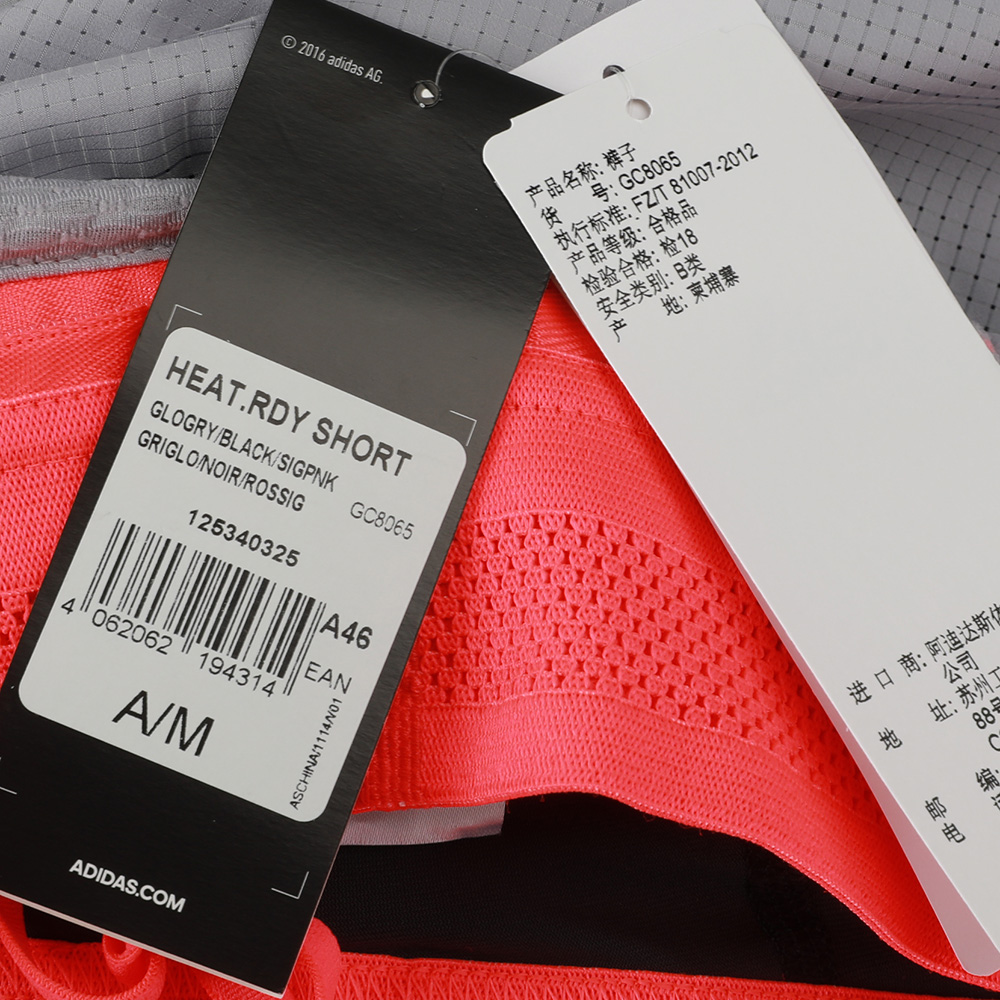 © 2016 adidas AG.
HEAT.RDY SHORT
GLOGRY/BLACK/SIGPNK
GRIGLO/NOIR/ROSSIG
GC8065
125340325
A46
4 062062 194314
EAN
A/M
ASCHINA/1114/V01
ADIDAS.COM
产品名称: 裤子
货 号: GC8065
执行标准: FZ/T 81007-2012
产品等级: 合格品
检验合格: 检18
安全类别: B类
产 地: 柬埔寨
进 口 商: 阿迪达斯
公司
地 址: 苏州工
88号
邮 编:
电